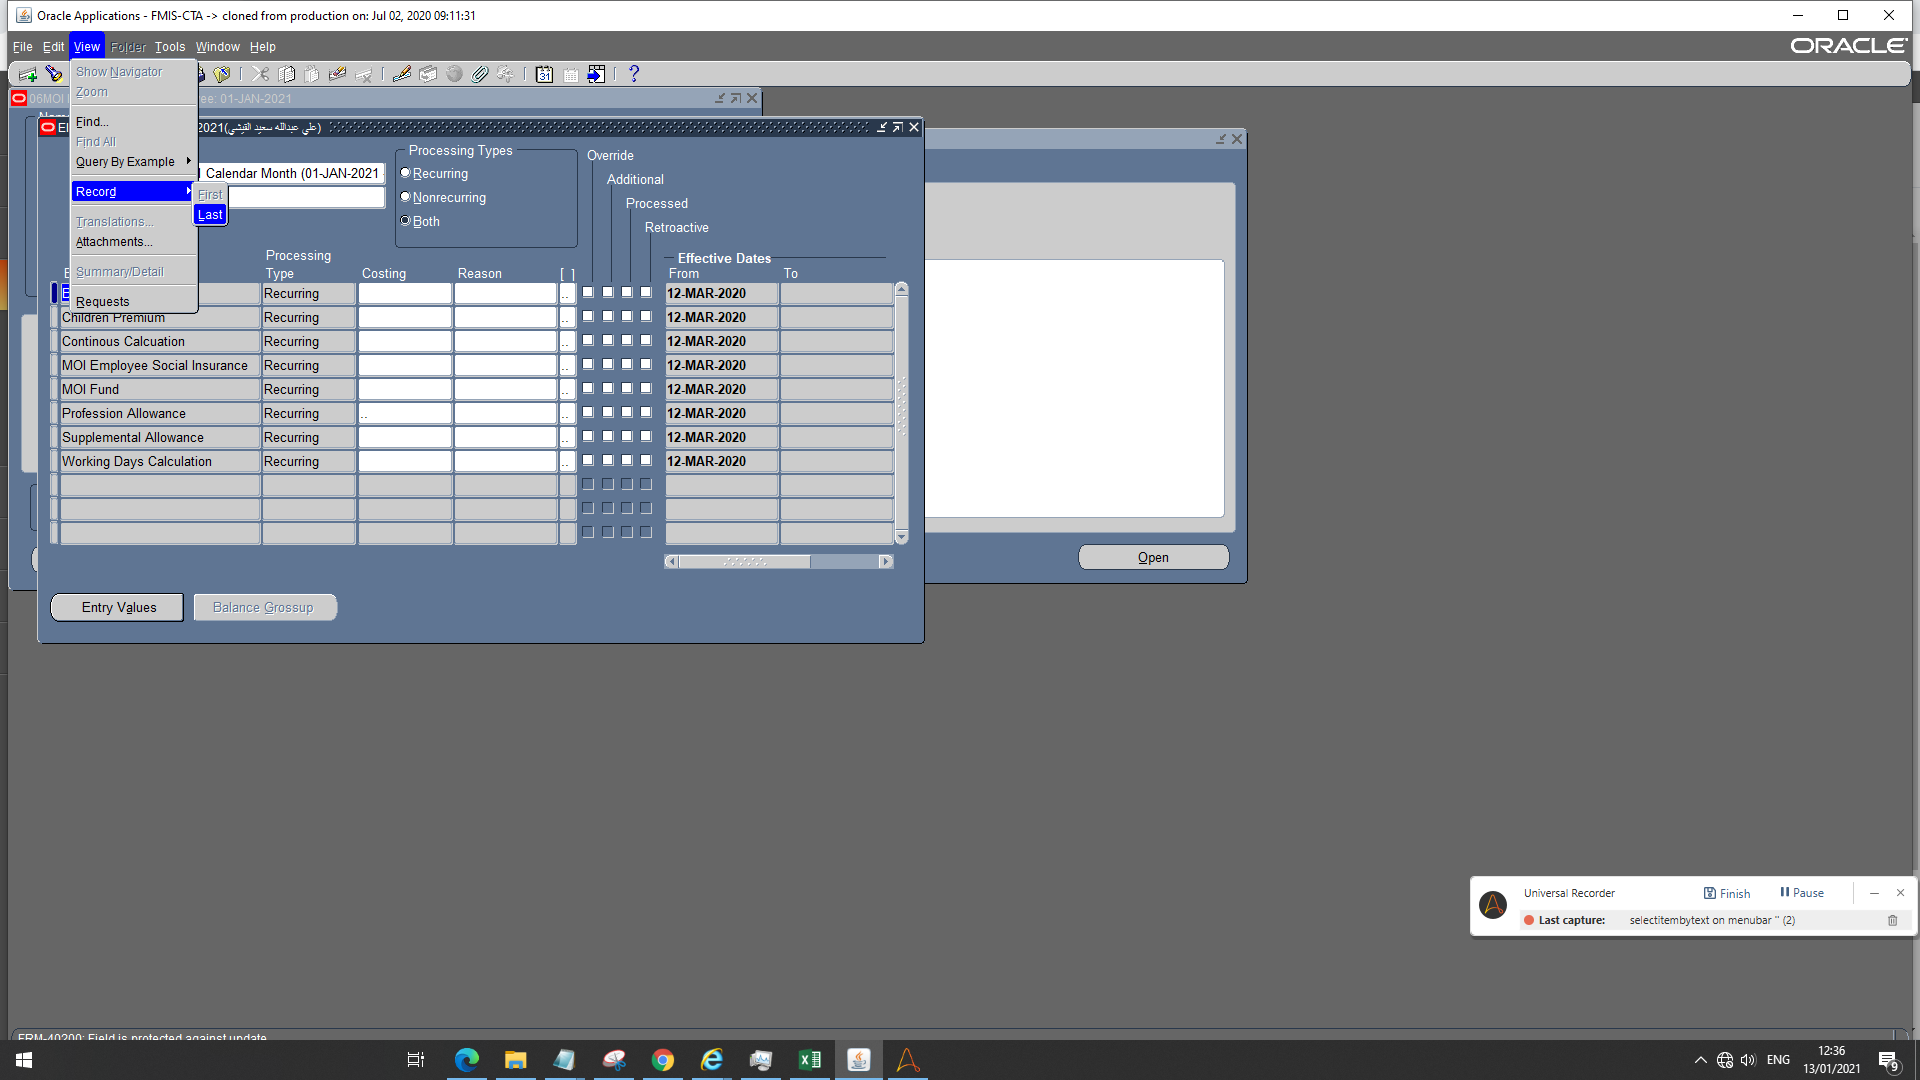 Oracle Applications - FMIS-CTA -> cloned from production on: Jul 02, 2020 09:11:31
File Edit View Folder Tools Window Help
ORACLE
Show Navigator
Zoom
Find...
Find All
Query By Example
Record
First
Last
Translations...
Attachments...
Summary/Detail
Requests
06MOI
ree: 01-JAN-2021
2021(علي عبدالله سعيد القيشي)
Calendar Month (01-JAN-2021
Processing Types
Recurring
Nonrecurring
Both
Override
Additional
Processed
Retroactive
Processing
Type
Costing
Reason
[ ]
Effective Dates
From
To
Recurring .. 12-MAR-2020
Children Premium Recurring .. 12-MAR-2020
Continous Calcuation Recurring .. 12-MAR-2020
MOI Employee Social Insurance Recurring .. 12-MAR-2020
MOI Fund Recurring .. 12-MAR-2020
Profession Allowance Recurring .. .. 12-MAR-2020
Supplemental Allowance Recurring .. 12-MAR-2020
Working Days Calculation Recurring .. 12-MAR-2020
Open
Entry Values
Balance Grossup
Universal Recorder
Finish
Pause
Last capture: selectitembytext on menubar '' (2)
FRM-40200: Field is protected against update.
ENG
12:36
13/01/2021
9